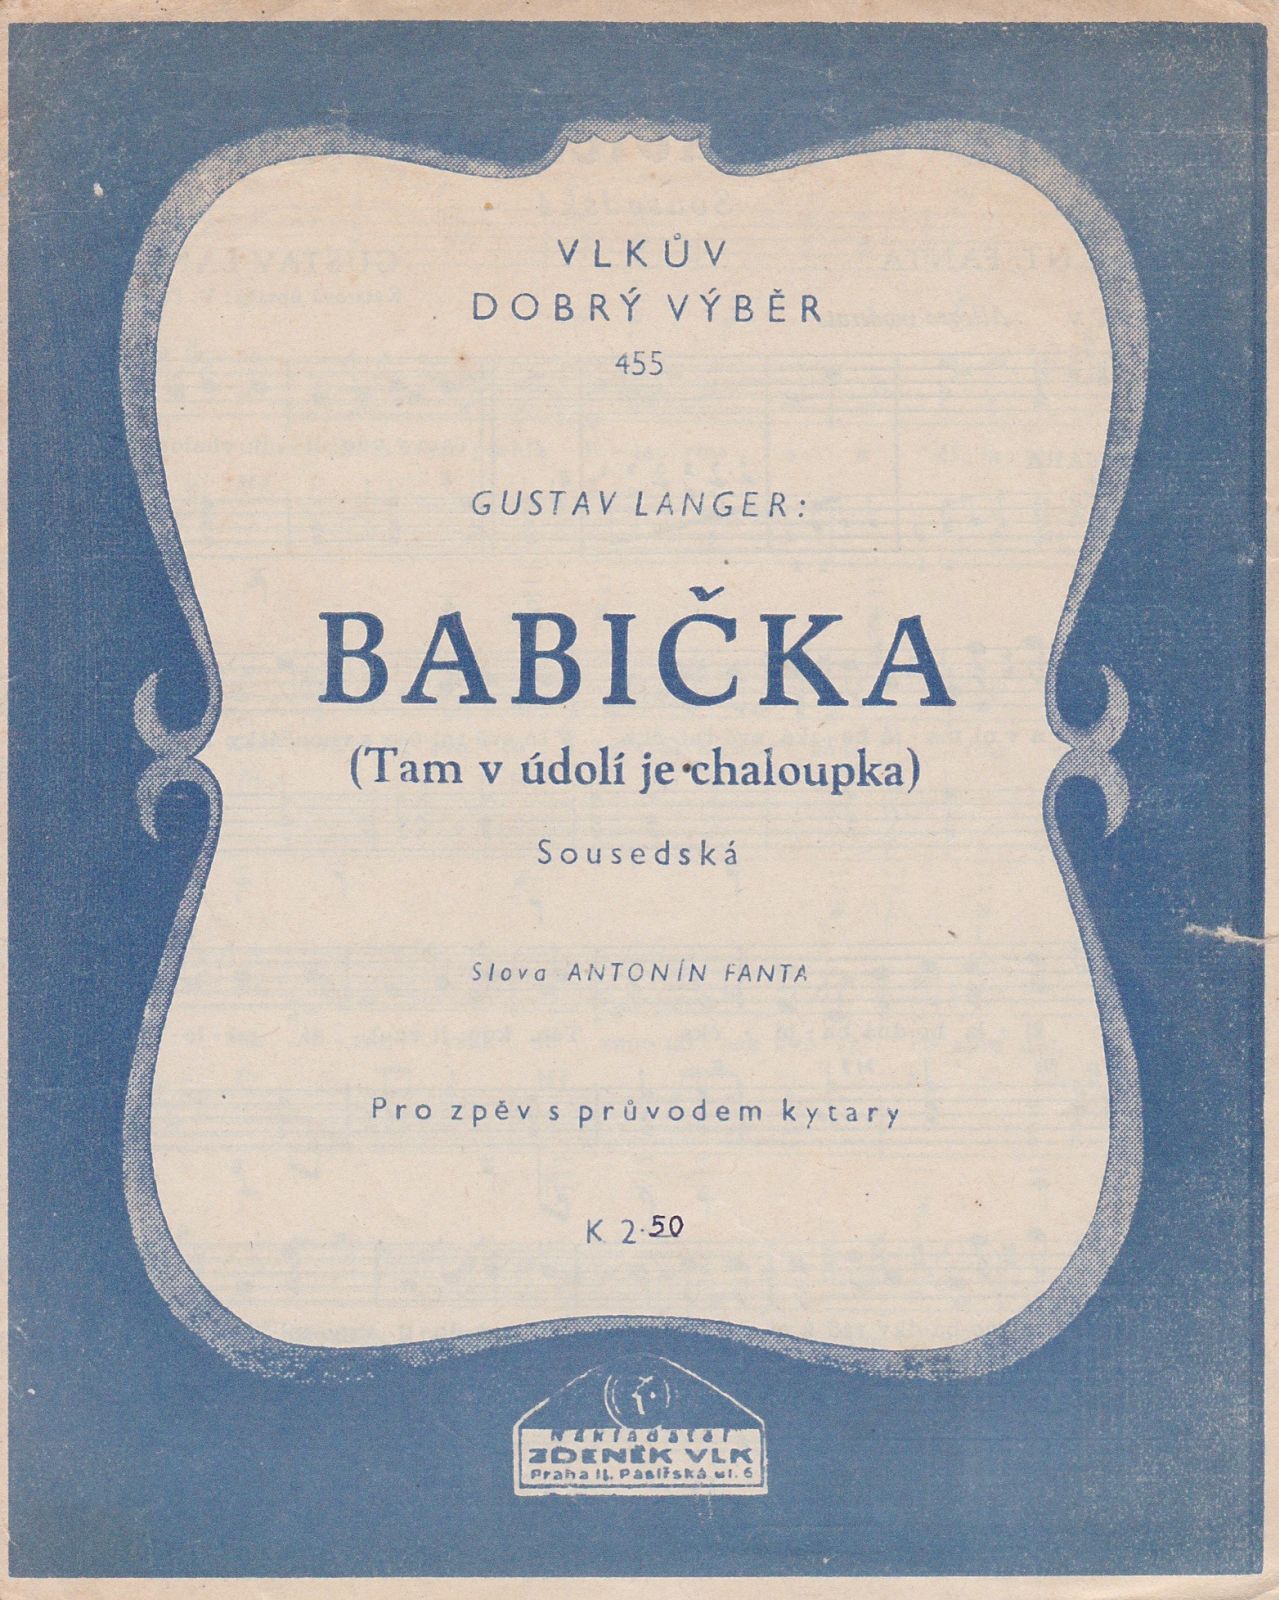 VLKŮV
DOBRÝ VÝBĚR
455
GUSTAV LANGER:
BABIČKA
(Tam v údolí je chaloupka)
Sousedská
Slova ANTONÍN FANTA
Pro zpěv s průvodem kytary
K 2·50
Nakladatel
ZDENĚK VLK
Praha II. Pasířská ul. 6